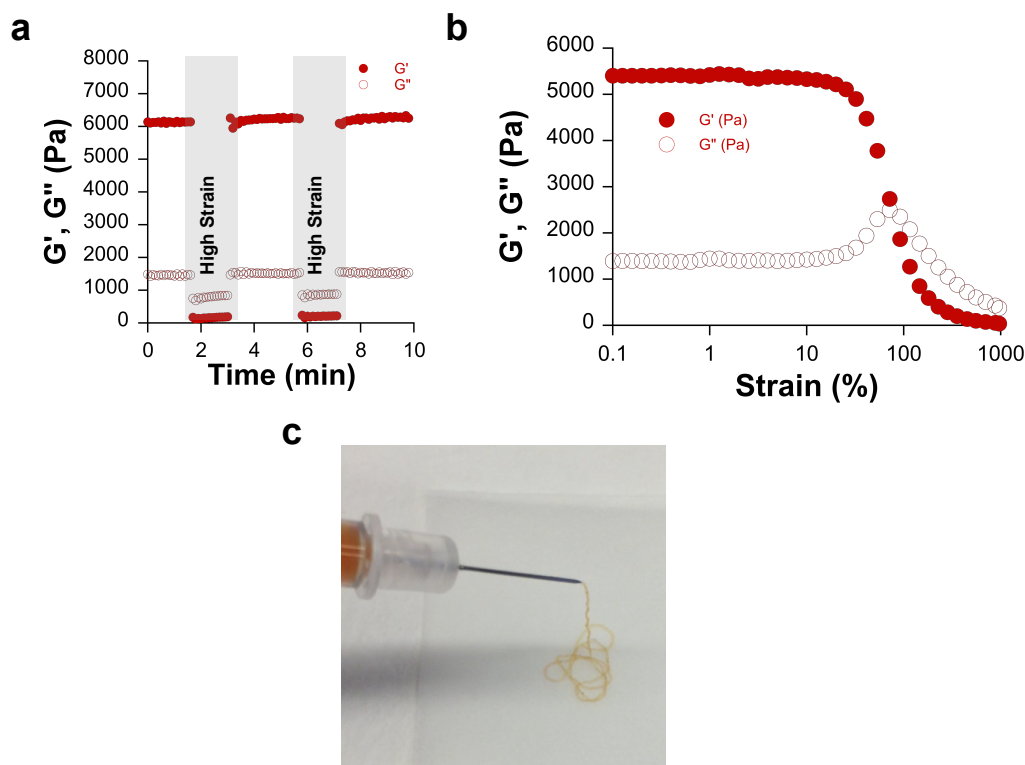 a
8000
7000
6000
5000
4000
3000
2000
1000
0
G', G" (Pa)
G'
G"
High Strain
High Strain
0 2 4 6 8 10
Time (min)
b
6000
5000
4000
3000
2000
1000
0
G', G" (Pa)
G' (Pa)
G" (Pa)
0.1 1 10 100 1000
Strain (%)
c